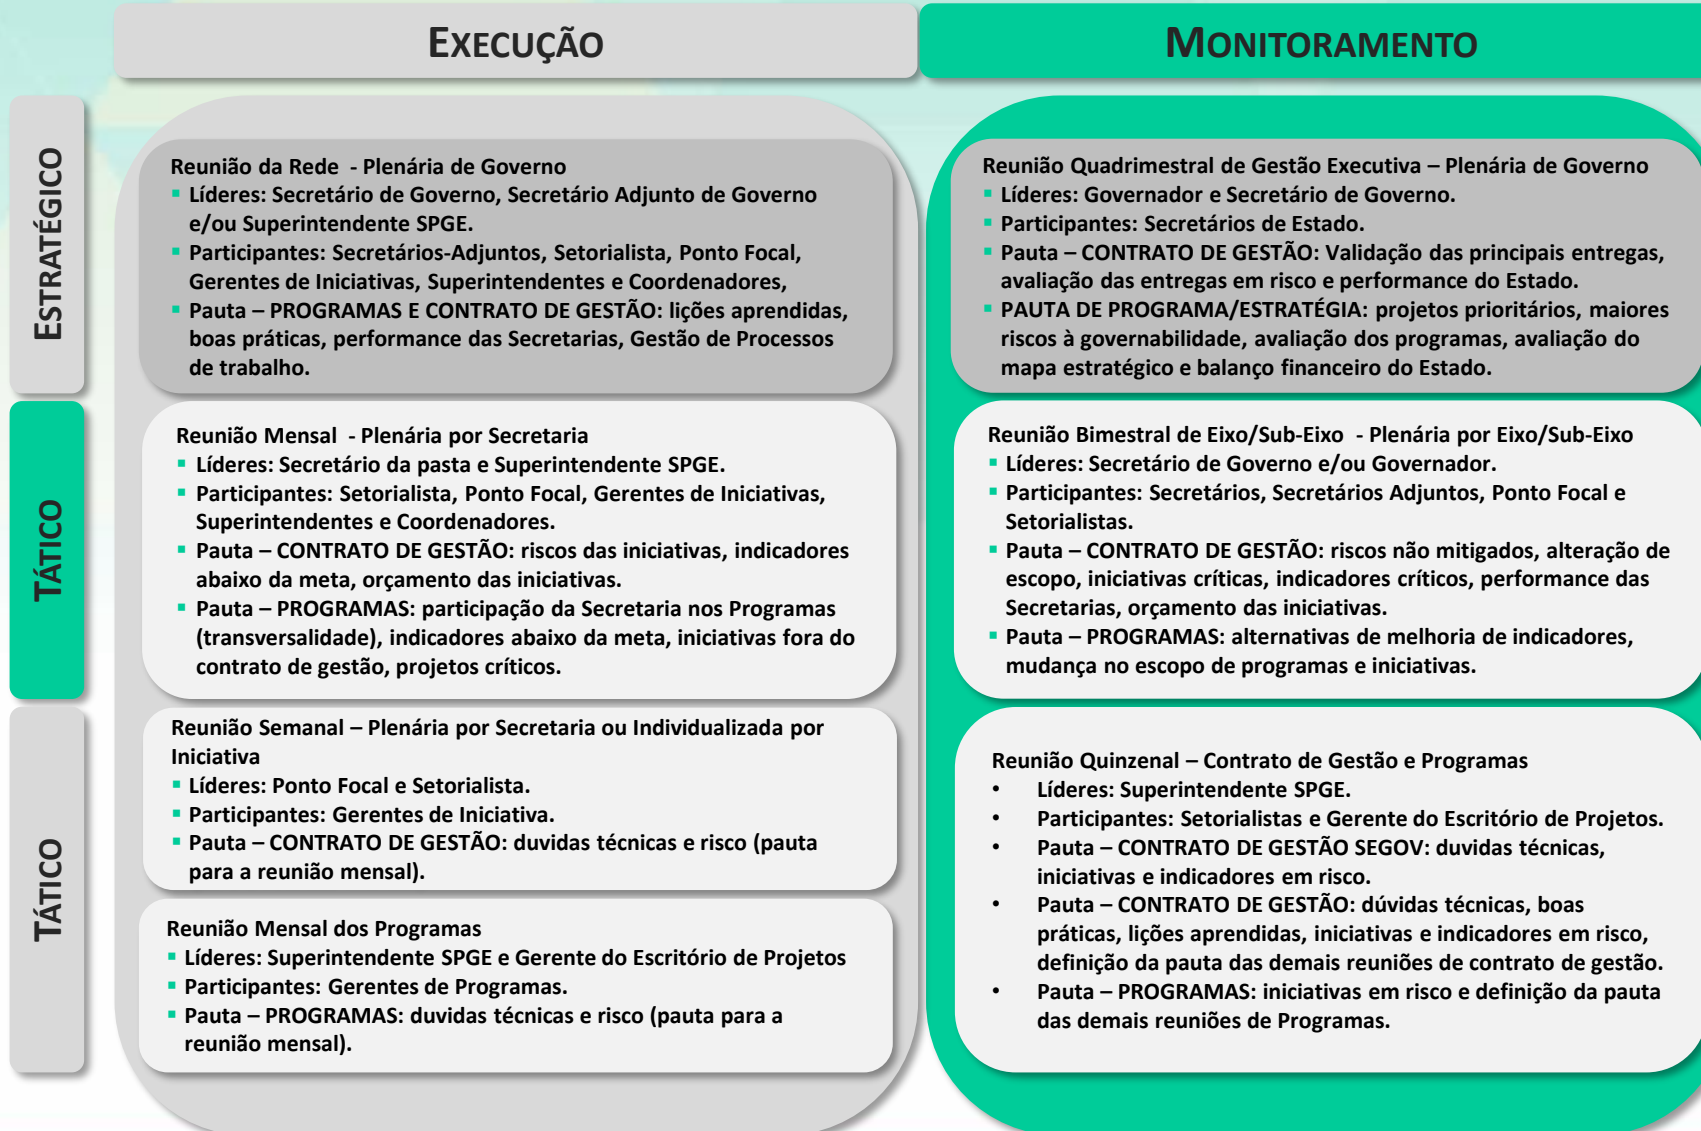 EXECUÇÃO
MONITORAMENTO
ESTRATÉGICO
Reunião da Rede - Plenária de Governo
▪ Líderes: Secretário de Governo, Secretário Adjunto de Governo
e/ou Superintendente SPGE.
▪ Participantes: Secretários-Adjuntos, Setorialista, Ponto Focal,
Gerentes de Iniciativas, Superintendentes e Coordenadores,
▪ Pauta – PROGRAMAS E CONTRATO DE GESTÃO: lições aprendidas,
boas práticas, performance das Secretarias, Gestão de Processos
de trabalho.
Reunião Quadrimestral de Gestão Executiva – Plenária de Governo
▪ Líderes: Governador e Secretário de Governo.
▪ Participantes: Secretários de Estado.
▪ Pauta – CONTRATO DE GESTÃO: Validação das principais entregas,
avaliação das entregas em risco e performance do Estado.
▪ PAUTA DE PROGRAMA/ESTRATÉGIA: projetos prioritários, maiores
riscos à governabilidade, avaliação dos programas, avaliação do
mapa estratégico e balanço financeiro do Estado.
TÁTICO
Reunião Mensal - Plenária por Secretaria
▪ Líderes: Secretário da pasta e Superintendente SPGE.
▪ Participantes: Setorialista, Ponto Focal, Gerentes de Iniciativas,
Superintendentes e Coordenadores.
▪ Pauta – CONTRATO DE GESTÃO: riscos das iniciativas, indicadores
abaixo da meta, orçamento das iniciativas.
▪ Pauta – PROGRAMAS: participação da Secretaria nos Programas
(transversalidade), indicadores abaixo da meta, iniciativas fora do
contrato de gestão, projetos críticos.
Reunião Bimestral de Eixo/Sub-Eixo - Plenária por Eixo/Sub-Eixo
▪ Líderes: Secretário de Governo e/ou Governador.
▪ Participantes: Secretários, Secretários Adjuntos, Ponto Focal e
Setorialistas.
▪ Pauta – CONTRATO DE GESTÃO: riscos não mitigados, alteração de
escopo, iniciativas críticas, indicadores críticos, performance das
Secretarias, orçamento das iniciativas.
▪ Pauta – PROGRAMAS: alternativas de melhoria de indicadores,
mudança no escopo de programas e iniciativas.
TÁTICO
Reunião Semanal – Plenária por Secretaria ou Individualizada por
Iniciativa
▪ Líderes: Ponto Focal e Setorialista.
▪ Participantes: Gerentes de Iniciativa.
▪ Pauta – CONTRATO DE GESTÃO: duvidas técnicas e risco (pauta
para a reunião mensal).
Reunião Mensal dos Programas
▪ Líderes: Superintendente SPGE e Gerente do Escritório de Projetos
▪ Participantes: Gerentes de Programas.
▪ Pauta – PROGRAMAS: duvidas técnicas e risco (pauta para a
reunião mensal).
Reunião Quinzenal – Contrato de Gestão e Programas
• Líderes: Superintendente SPGE.
• Participantes: Setorialistas e Gerente do Escritório de Projetos.
• Pauta – CONTRATO DE GESTÃO SEGOV: duvidas técnicas,
iniciativas e indicadores em risco.
• Pauta – CONTRATO DE GESTÃO: dúvidas técnicas, boas
práticas, lições aprendidas, iniciativas e indicadores em risco,
definição da pauta das demais reuniões de contrato de gestão.
• Pauta – PROGRAMAS: iniciativas em risco e definição da pauta
das demais reuniões de Programas.